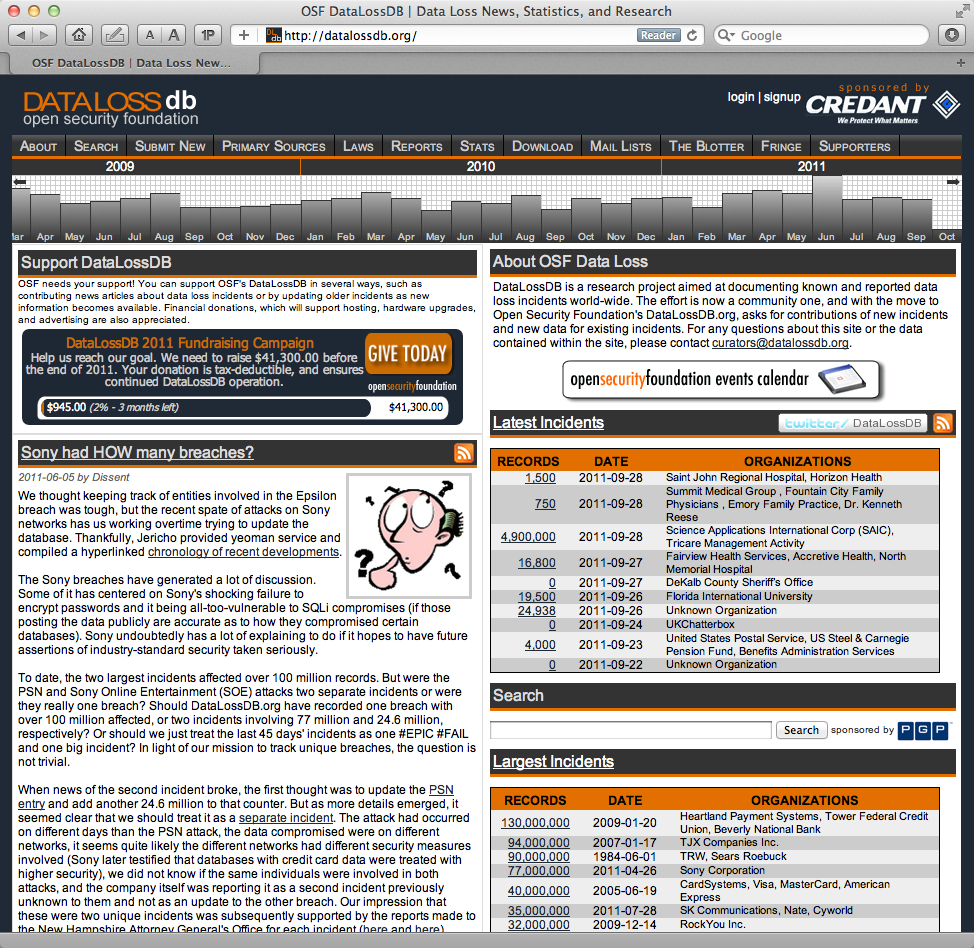 OSF DataLossDB | Data Loss News, Statistics, and Research
A A 1P + http://datalossdb.org/ Reader Google
OSF DataLossDB | Data Loss New...
DATALOSS db
open security foundation
login | signup
sponsored by
CREDANT
We Protect What Matters
About Search Submit New Primary Sources Laws Reports Stats Download Mail Lists The Blotter Fringe Supporters
2009 2010 2011
Mar Apr May Jun Jul Aug Sep Oct Nov Dec Jan Feb Mar Apr May Jun Jul Aug Sep Oct Nov Dec Jan Feb Mar Apr May Jun Jul Aug Sep Oct
Support DataLossDB
OSF needs your support! You can support OSF's DataLossDB in several ways, such as
contributing news articles about data loss incidents or by updating older incidents as new
information becomes available. Financial donations, which will support hosting, hardware upgrades,
and advertising are also appreciated.
DataLossDB 2011 Fundraising Campaign
Help us reach our goal. We need to raise $41,300.00 before
the end of 2011. Your donation is tax-deductible, and ensures
continued DataLossDB operation.
GIVE TODAY
opensecurityfoundation
$945.00 (2% - 3 months left) $41,300.00
Sony had HOW many breaches?
2011-06-05 by Dissent
We thought keeping track of entities involved in the Epsilon
breach was tough, but the recent spate of attacks on Sony
networks has us working overtime trying to update the
database. Thankfully, Jericho provided yeoman service and
compiled a hyperlinked chronology of recent developments.
The Sony breaches have generated a lot of discussion.
Some of it has centered on Sony's shocking failure to
encrypt passwords and it being all-too-vulnerable to SQLi compromises (if those
posting the data publicly are accurate as to how they compromised certain
databases). Sony undoubtedly has a lot of explaining to do if it hopes to have future
assertions of industry-standard security taken seriously.
To date, the two largest incidents affected over 100 million records. But were the
PSN and Sony Online Entertainment (SOE) attacks two separate incidents or were
they really one breach? Should DataLossDB.org have recorded one breach with
over 100 million affected, or two incidents involving 77 million and 24.6 million,
respectively? Or should we just treat the last 45 days' incidents as one #EPIC #FAIL
and one big incident? In light of our mission to track unique breaches, the question is
not trivial.
When news of the second incident broke, the first thought was to update the PSN
entry and add another 24.6 million to that counter. But as more details emerged, it
seemed clear that we should treat it as a separate incident. The attack had occurred
on different days than the PSN attack, the data compromised were on different
networks, it seems quite likely the different networks had different security measures
involved (Sony later testified that databases with credit card data were treated with
higher security), we did not know if the same individuals were involved in both
attacks, and the company itself was reporting it as a second incident previously
unknown to them and not as an update to the other breach. Our impression that
these were two unique incidents was subsequently supported by the reports made to
the New Hampshire Attorney General's Office for each incident (here and here)
About OSF Data Loss
DataLossDB is a research project aimed at documenting known and reported data
loss incidents world-wide. The effort is now a community one, and with the move to
Open Security Foundation's DataLossDB.org, asks for contributions of new incidents
and new data for existing incidents. For any questions about this site or the data
contained within the site, please contact curators@datalossdb.org.
opensecurityfoundation events calendar
Latest Incidents
twitter/ DataLossDB
RECORDS DATE ORGANIZATIONS
1,500 2011-09-28 Saint John Regional Hospital, Horizon Health
750 2011-09-28 Summit Medical Group , Fountain City Family
Physicians , Emory Family Practice, Dr. Kenneth
Reese
4,900,000 2011-09-28 Science Applications International Corp (SAIC),
Tricare Management Activity
16,800 2011-09-27 Fairview Health Services, Accretive Health, North
Memorial Hospital
0 2011-09-27 DeKalb County Sheriff's Office
19,500 2011-09-26 Florida International University
24,938 2011-09-26 Unknown Organization
0 2011-09-24 UKChatterbox
4,000 2011-09-23 United States Postal Service, US Steel & Carnegie
Pension Fund, Benefits Administration Services
0 2011-09-22 Unknown Organization
Search
Search sponsored by PGP
Largest Incidents
RECORDS DATE ORGANIZATIONS
130,000,000 2009-01-20 Heartland Payment Systems, Tower Federal Credit
Union, Beverly National Bank
94,000,000 2007-01-17 TJX Companies Inc.
90,000,000 1984-06-01 TRW, Sears Roebuck
77,000,000 2011-04-26 Sony Corporation
40,000,000 2005-06-19 CardSystems, Visa, MasterCard, American
Express
35,000,000 2011-07-28 SK Communications, Nate, Cyworld
32,000,000 2009-12-14 RockYou Inc.